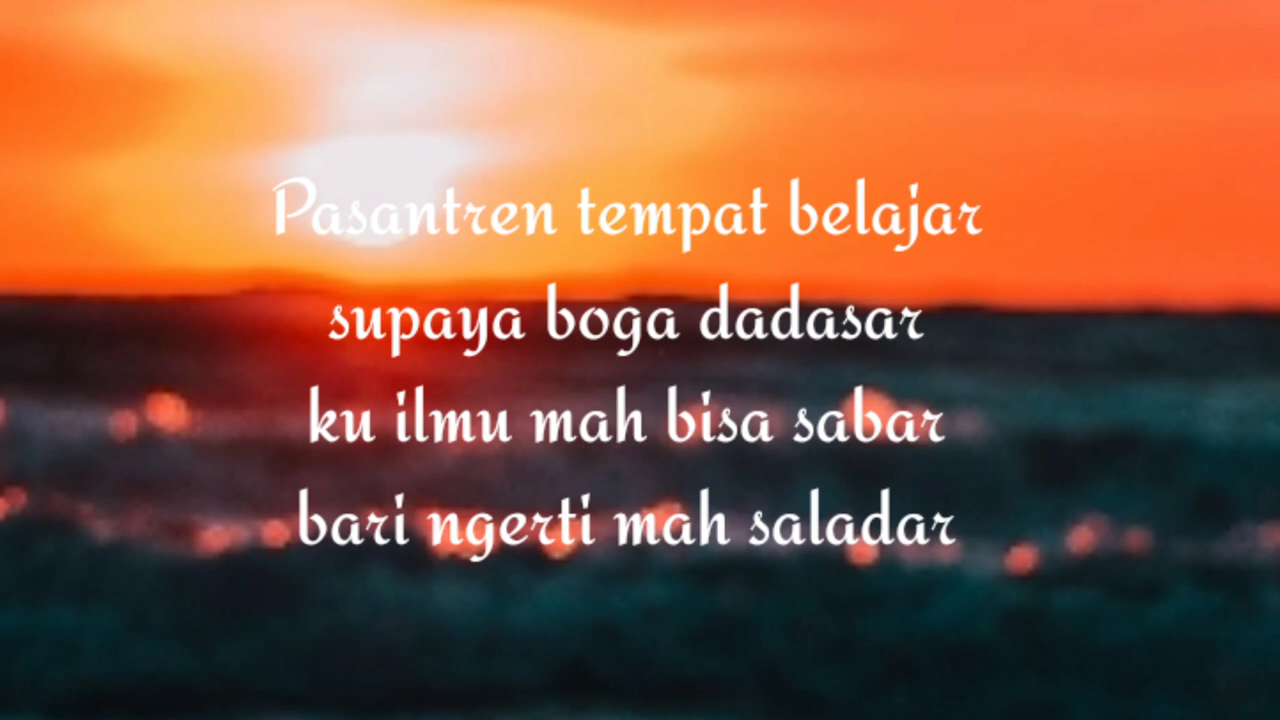 Pasantren tempat belajar
supaya boga dadasar
ku ilmu mah bisa sabar
bari ngerti mah saladar